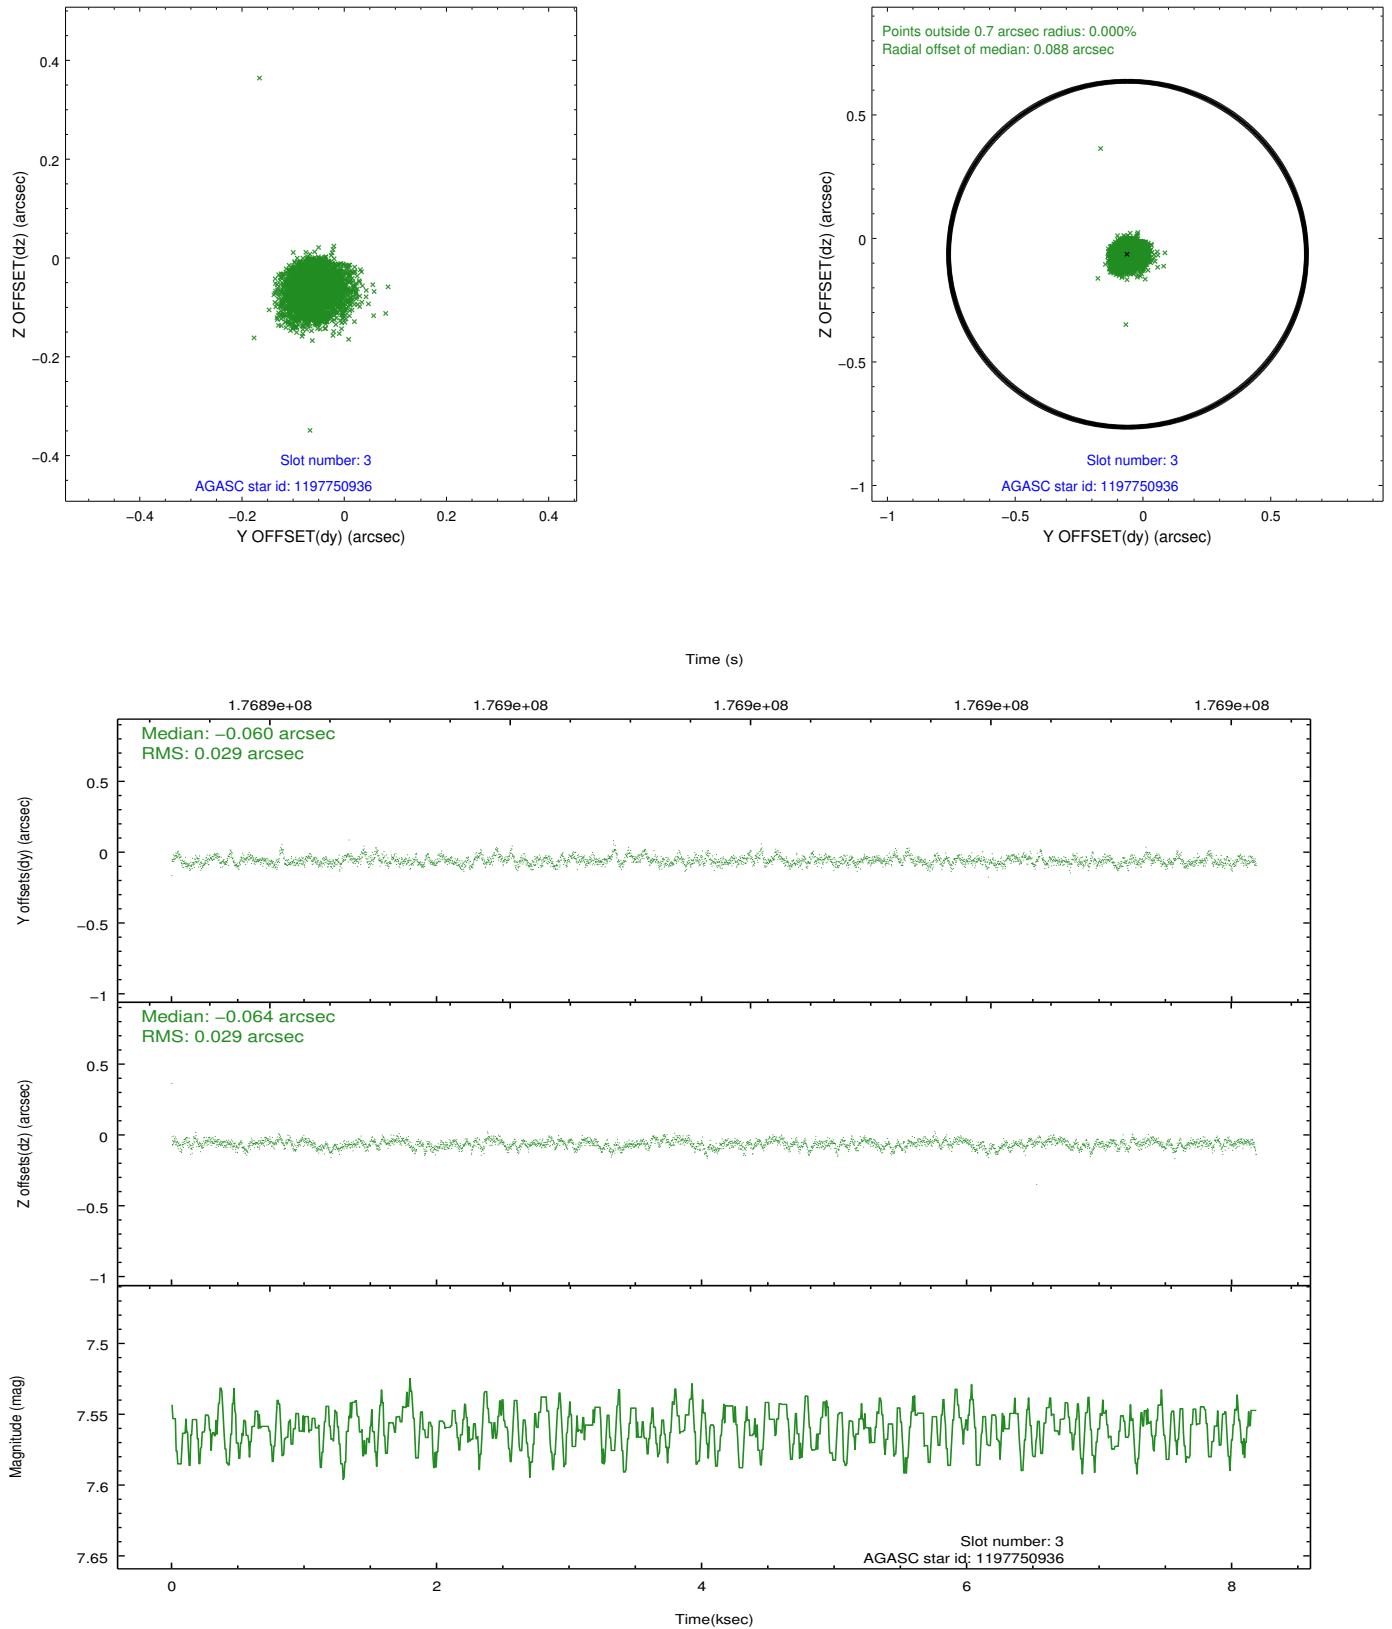 0.4
0.2
0
−0.2
−0.4
Z OFFSET(dz) (arcsec)
Slot number: 3
AGASC star id: 1197750936
−0.4 −0.2 0 0.2 0.4
Y OFFSET(dy) (arcsec)
Points outside 0.7 arcsec radius: 0.000%
Radial offset of median: 0.088 arcsec
0.5
0
−0.5
−1
Z OFFSET(dz) (arcsec)
Slot number: 3
AGASC star id: 1197750936
−1 −0.5 0 0.5
Y OFFSET(dy) (arcsec)
Time (s)
1.7689e+08 1.769e+08 1.769e+08 1.769e+08 1.769e+08
Median: −0.060 arcsec
RMS: 0.029 arcsec
0.5
0
−0.5
−1
Y offsets(dy) (arcsec)
Median: −0.064 arcsec
RMS: 0.029 arcsec
0.5
0
−0.5
−1
Z offsets(dz) (arcsec)
7.5
7.55
7.6
7.65
Magnitude (mag)
Slot number: 3
AGASC star id: 1197750936
0 2 4 6 8
Time(ksec)